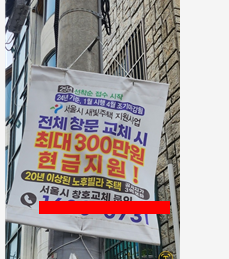 선착순 접수 시작
24년 기준, 1월 시행 4월 조기마감됨
서울시 새빛주택 지원사업
전체 창문 교체 시
최대 300만원
현금지원!
20년 이상된 노후빌라 주택
서울시 창호교체 문의